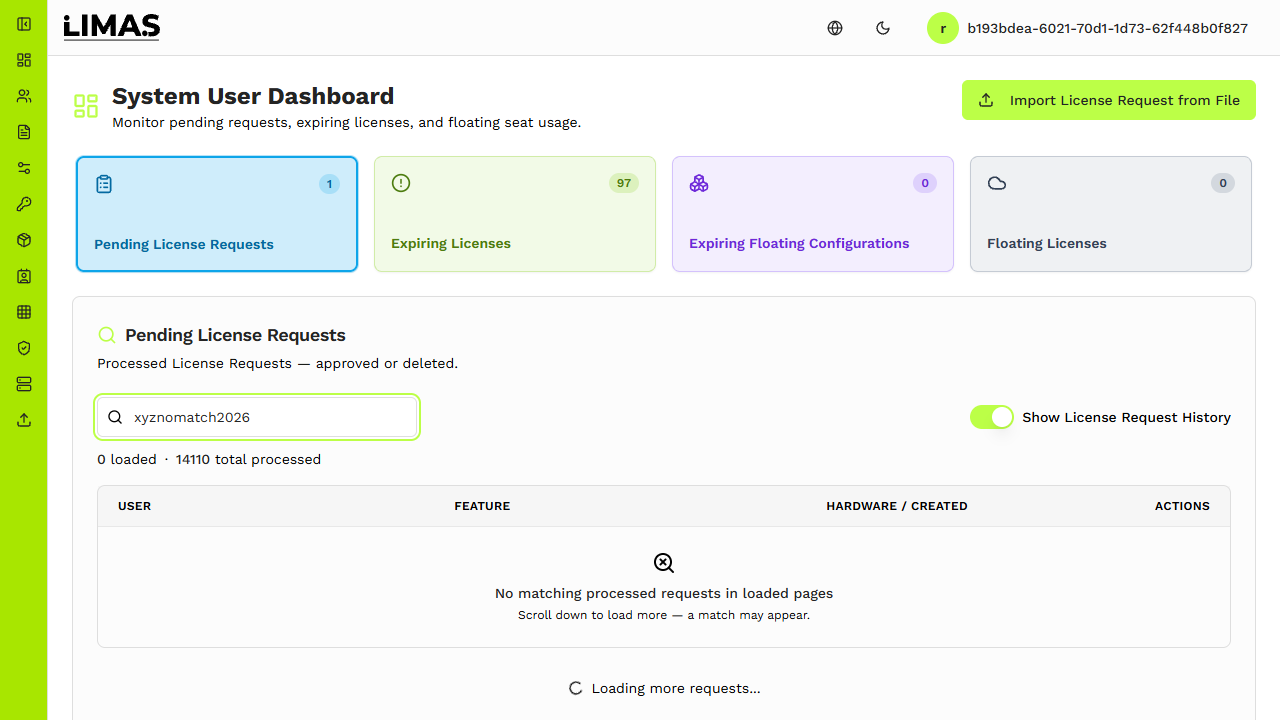 LIMAS
r b193bdea-6021-70d1-1d73-62f448b0f827
System User Dashboard
Monitor pending requests, expiring licenses, and floating seat usage.
Import License Request from File
1
Pending License Requests
97
Expiring Licenses
0
Expiring Floating Configurations
0
Floating Licenses
Pending License Requests
Processed License Requests — approved or deleted.
xyznomatch2026
Show License Request History
0 loaded · 14110 total processed
USER FEATURE HARDWARE / CREATED ACTIONS
No matching processed requests in loaded pages
Scroll down to load more — a match may appear.
Loading more requests...